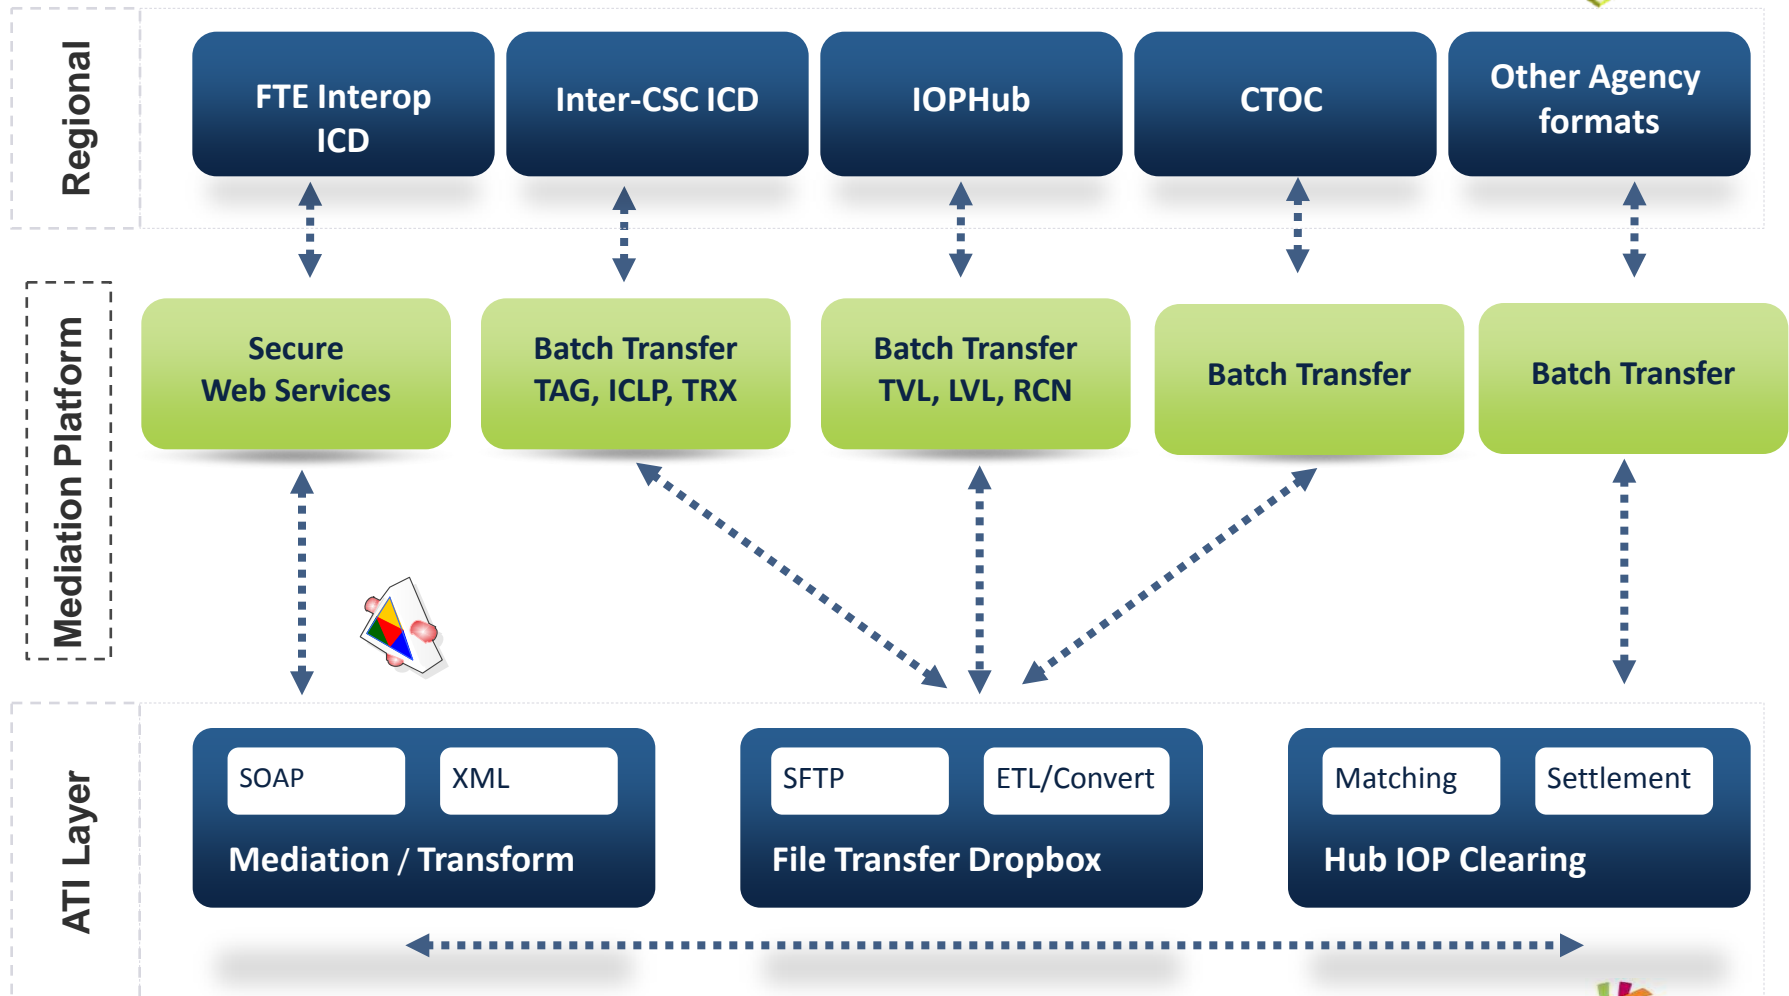 Regional
FTE Interop
ICD
Inter-CSC ICD
IOPHub
CTOC
Other Agency
formats
Mediation Platform
Secure
Web Services
Batch Transfer
TAG, ICLP, TRX
Batch Transfer
TVL, LVL, RCN
Batch Transfer
Batch Transfer
ATI Layer
SOAP
XML
Mediation / Transform
SFTP
ETL/Convert
File Transfer Dropbox
Matching
Settlement
Hub IOP Clearing